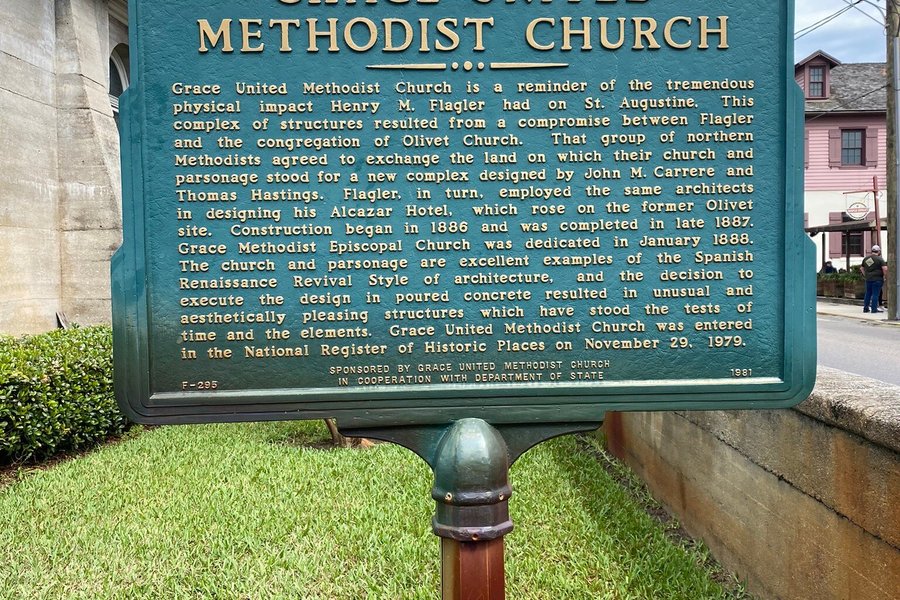 GRACE UNITED
METHODIST CHURCH
Grace United Methodist Church is a reminder of the tremendous
physical impact Henry M. Flagler had on St. Augustine. This
complex of structures resulted from a compromise between Flagler
and the congregation of Olivet Church. That group of northern
Methodists agreed to exchange the land on which their church and
parsonage stood for a new complex designed by John M. Carrere and
Thomas Hastings. Flagler, in turn, employed the same architects
in designing his Alcazar Hotel, which rose on the former Olivet
site. Construction began in 1886 and was completed in late 1887.
Grace Methodist Episcopal Church was dedicated in January 1888.
The church and parsonage are excellent examples of the Spanish
Renaissance Revival Style of architecture, and the decision to
execute the design in poured concrete resulted in unusual and
aesthetically pleasing structures which have stood the tests of
time and the elements. Grace United Methodist Church was entered
in the National Register of Historic Places on November 29, 1979.
SPONSORED BY GRACE UNITED METHODIST CHURCH
F-295 IN COOPERATION WITH DEPARTMENT OF STATE 1981